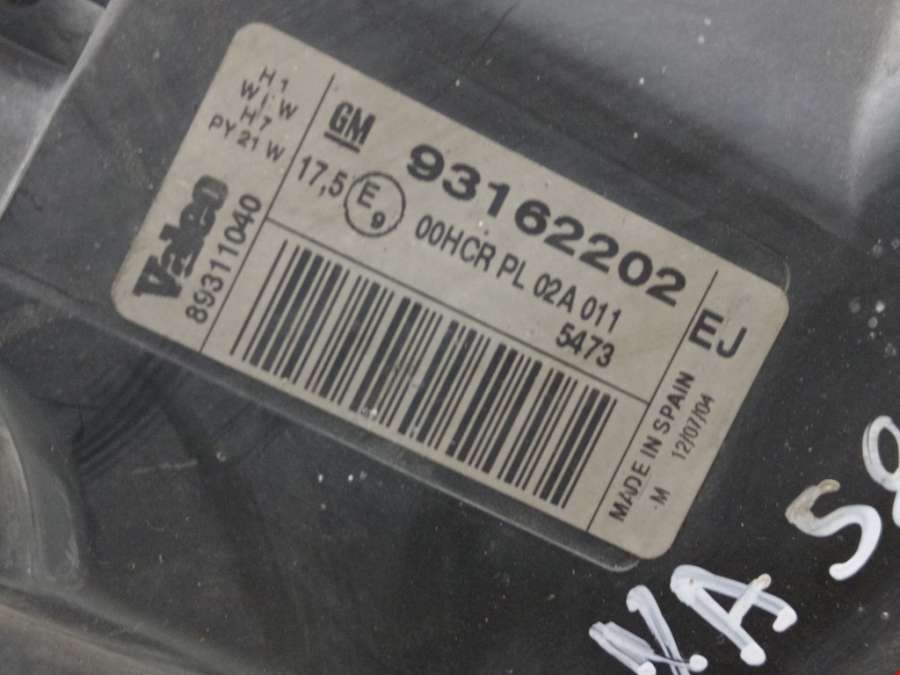 H1
W1W
H7
PY 21 W
Valeo
89311040
GM
93162202
17,5 E 9
00HCR PL 02A 011
5473
EJ
MADE IN SPAIN
M 12/07/04